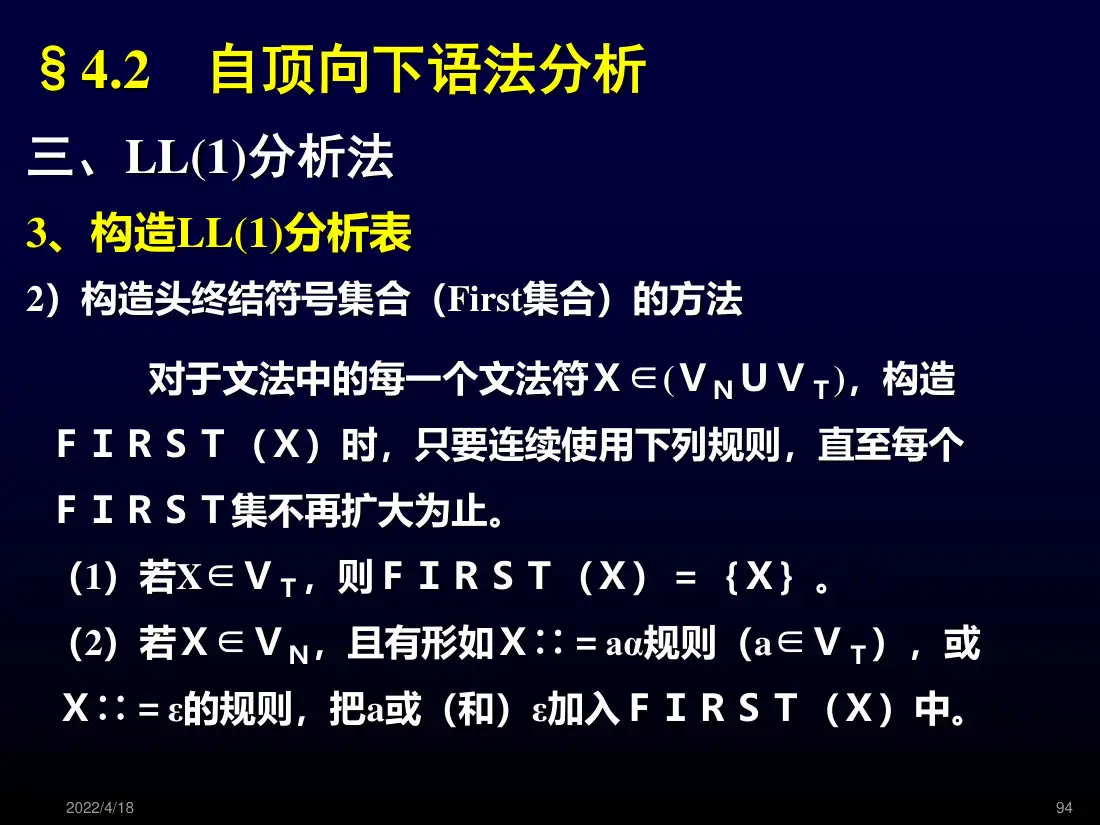 §4.2 自顶向下语法分析
三、LL(1)分析法
3、构造LL(1)分析表
2）构造头终结符号集合（First集合）的方法
对于文法中的每一个文法符Ｘ∈(ＶＮＵＶＴ)，构造
ＦＩＲＳＴ（Ｘ）时，只要连续使用下列规则，直至每个
ＦＩＲＳＴ集不再扩大为止。
（1）若X∈ＶＴ，则ＦＩＲＳＴ（Ｘ）＝｛Ｘ｝。
（2）若Ｘ∈ＶＮ，且有形如Ｘ∷＝aα规则（a∈ＶＴ），或
Ｘ∷＝ε的规则，把a或（和）ε加入ＦＩＲＳＴ（Ｘ）中。
2022/4/18
94